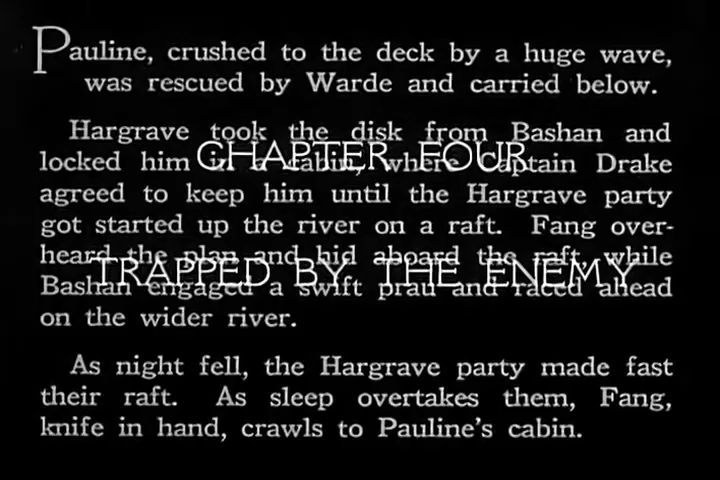 Pauline, crushed to the deck by a huge wave,
was rescued by Warde and carried below.
Hargrave took the disk from Bashan and
locked him in a cabin, where Captain Drake
CHAPTER FOUR
agreed to keep him until the Hargrave party
got started up the river on a raft. Fang over-
heard the plan and hid aboard the raft, while
TRAPPED BY THE ENEMY
Bashan engaged a swift prau and raced ahead
on the wider river.
As night fell, the Hargrave party made fast
their raft. As sleep overtakes them, Fang,
knife in hand, crawls to Pauline's cabin.